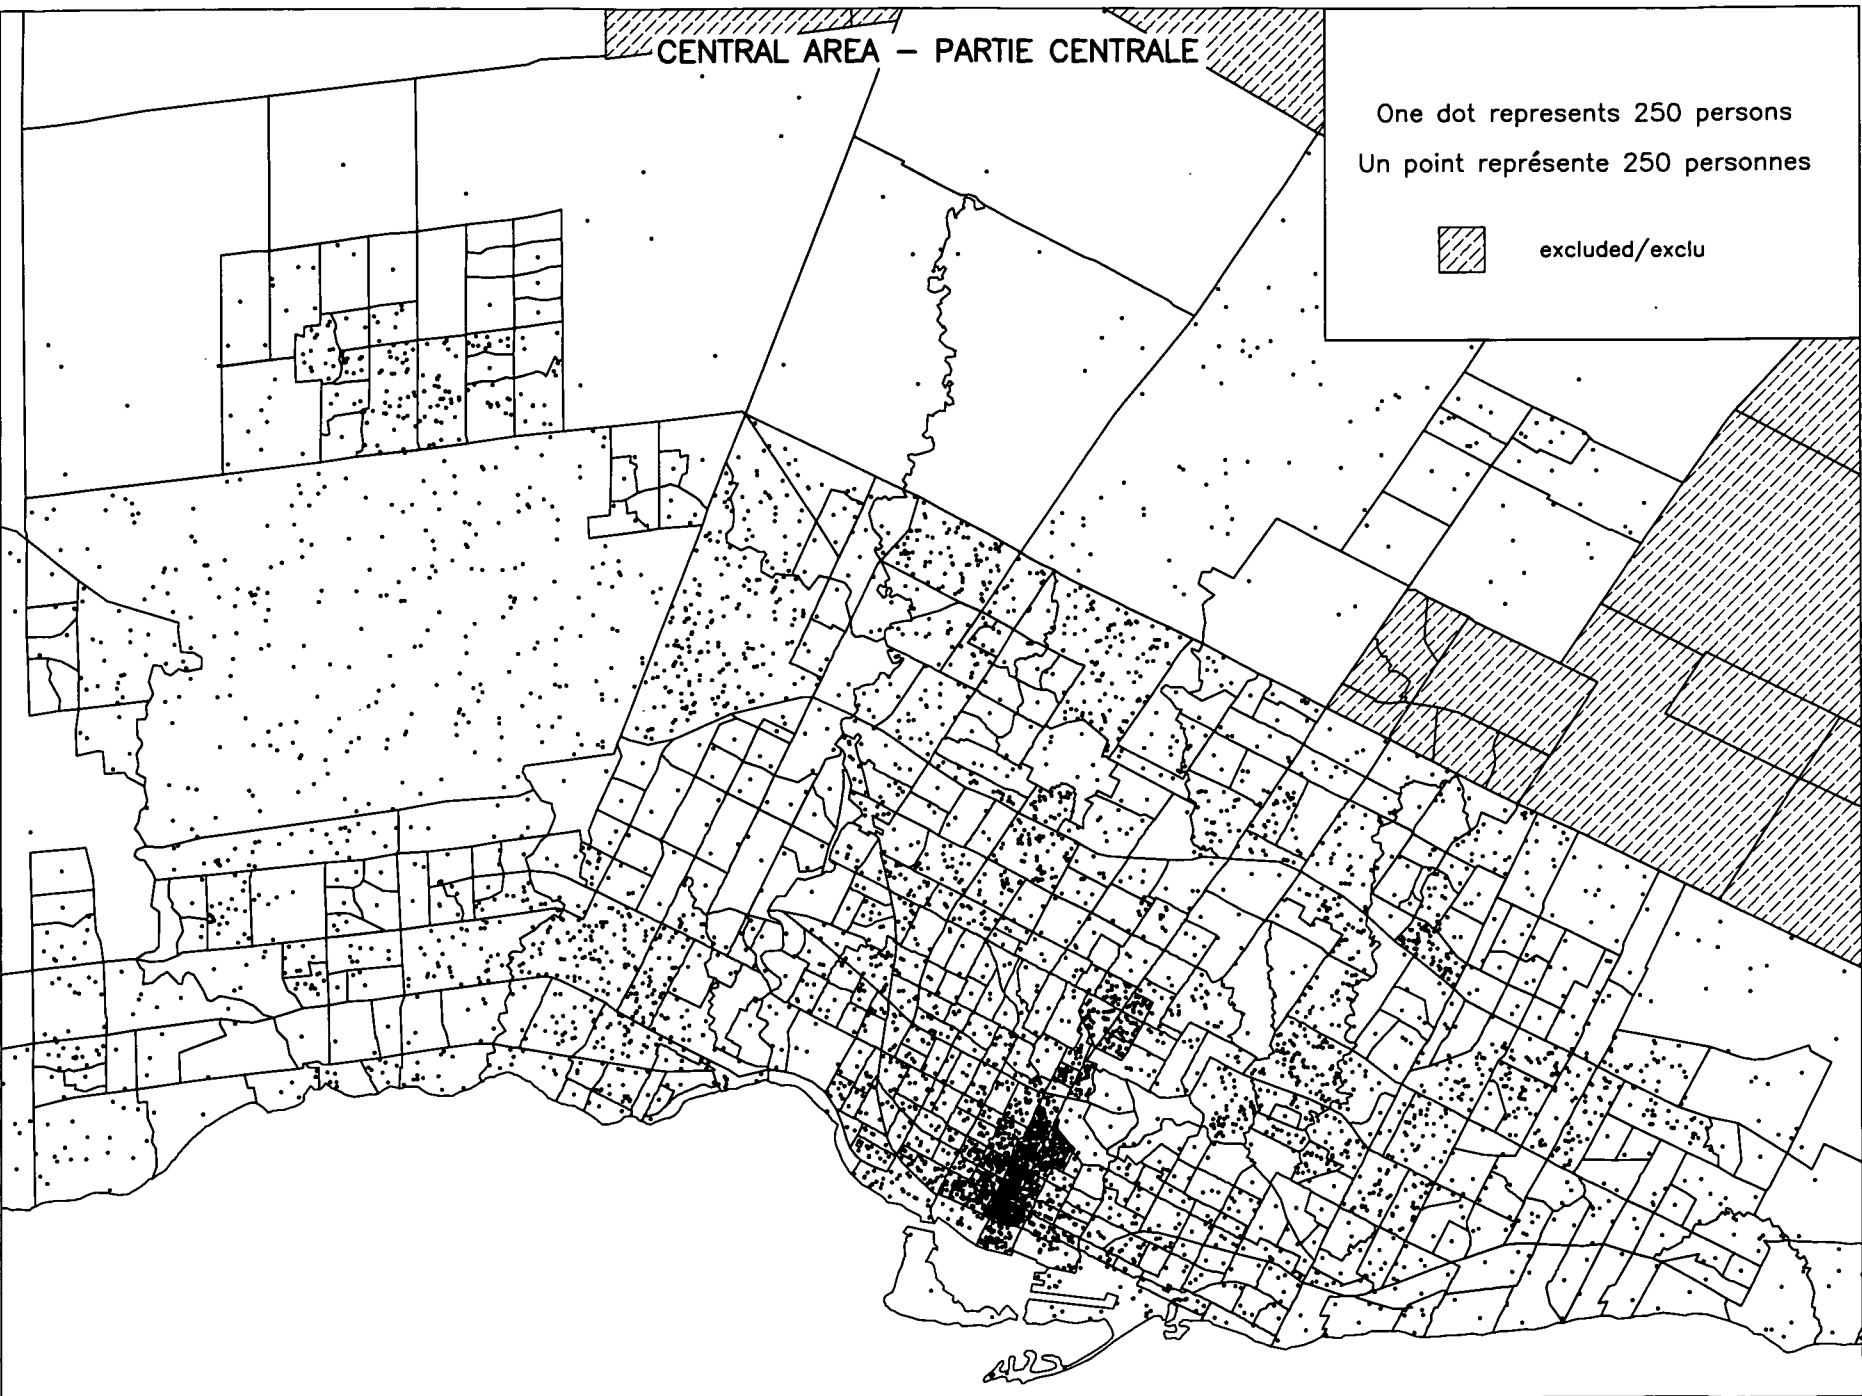 CENTRAL AREA – PARTIE CENTRALE
One dot represents 250 persons
Un point représente 250 personnes
excluded/exclu